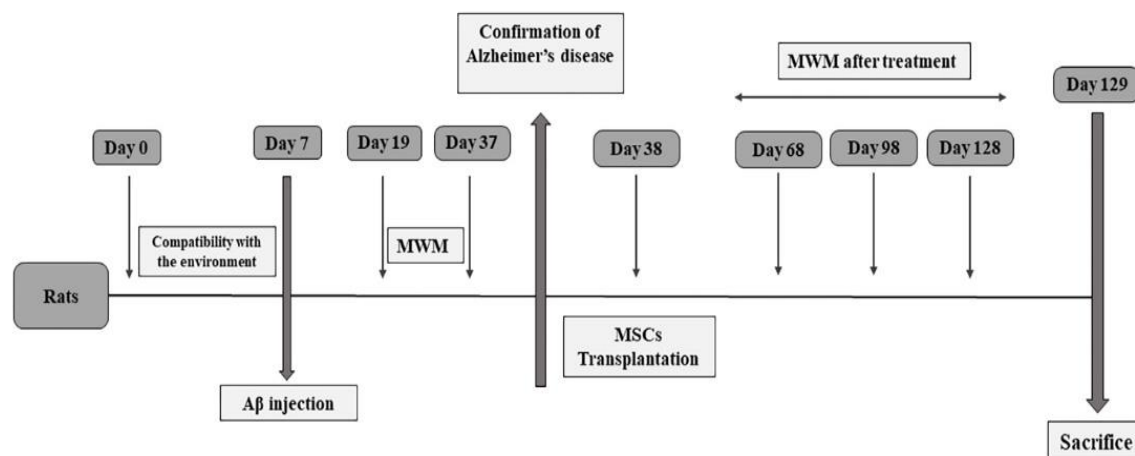 Confirmation of
Alzheimer's disease
MWM after treatment
Day 129
Day 0
Day 7
Day 19
Day 37
Day 38
Day 68
Day 98
Day 128
Compatibility with
the environment
MWM
Rats
MSCs
Transplantation
Aβ injection
Sacrifice